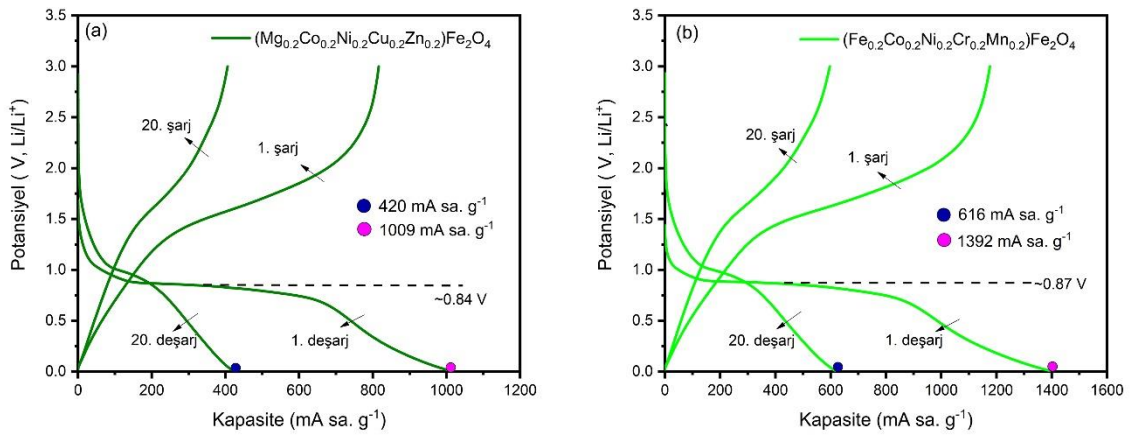 (a)
(Mg0.2Co0.2Ni0.2Cu0.2Zn0.2)Fe2O4
3.5
3.0
2.5
2.0
1.5
1.0
0.5
0.0
Potansiyel ( V, Li/Li+)
20. şarj
1. şarj
420 mA sa. g-1
1009 mA sa. g-1
~0.84 V
20. deşarj
1. deşarj
0 200 400 600 800 1000 1200
Kapasite (mA sa. g-1)
(b)
(Fe0.2Co0.2Ni0.2Cr0.2Mn0.2)Fe2O4
3.5
3.0
2.5
2.0
1.5
1.0
0.5
0.0
Potansiyel ( V, Li/Li+)
20. şarj
1. şarj
616 mA sa. g-1
1392 mA sa. g-1
~0.87 V
20. deşarj
1. deşarj
0 200 400 600 800 1000 1200 1400 1600
Kapasite (mA sa. g-1)